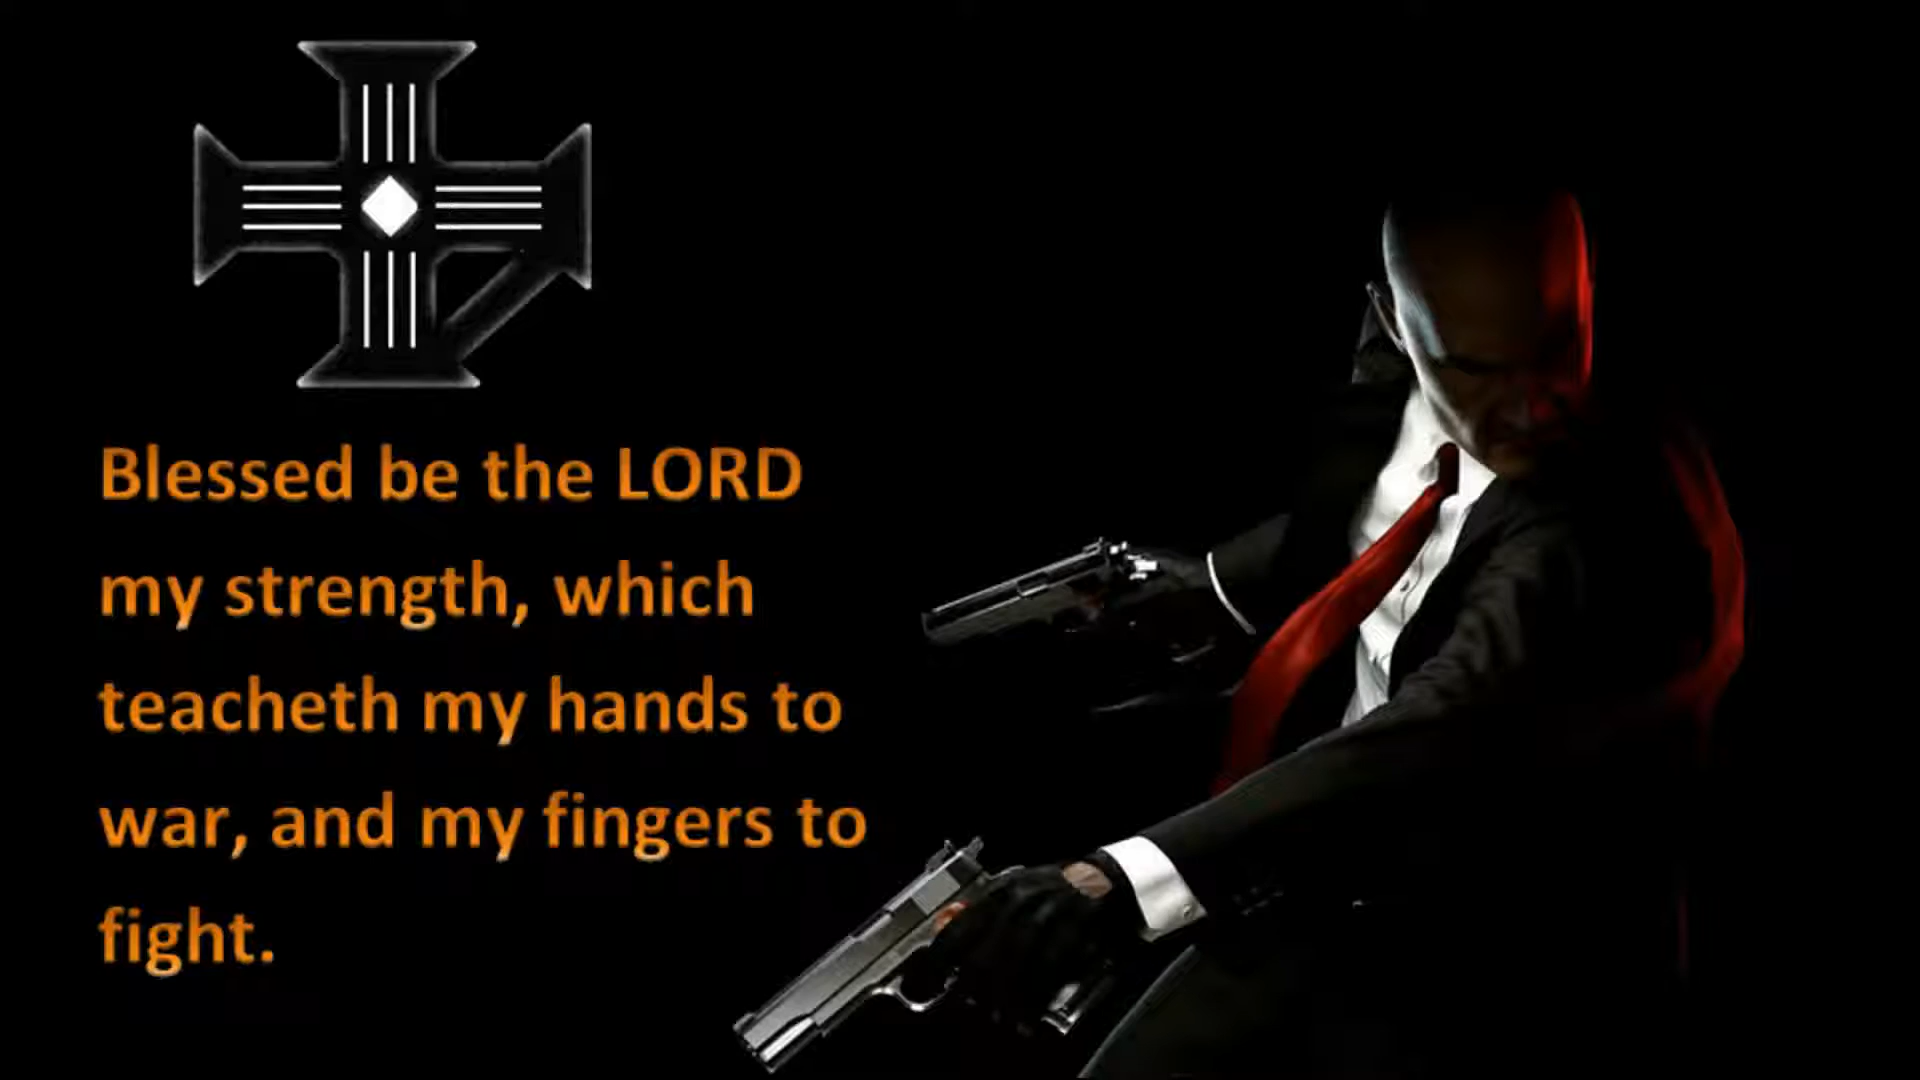 Blessed be the LORD
my strength, which
teacheth my hands to
war, and my fingers to
fight.